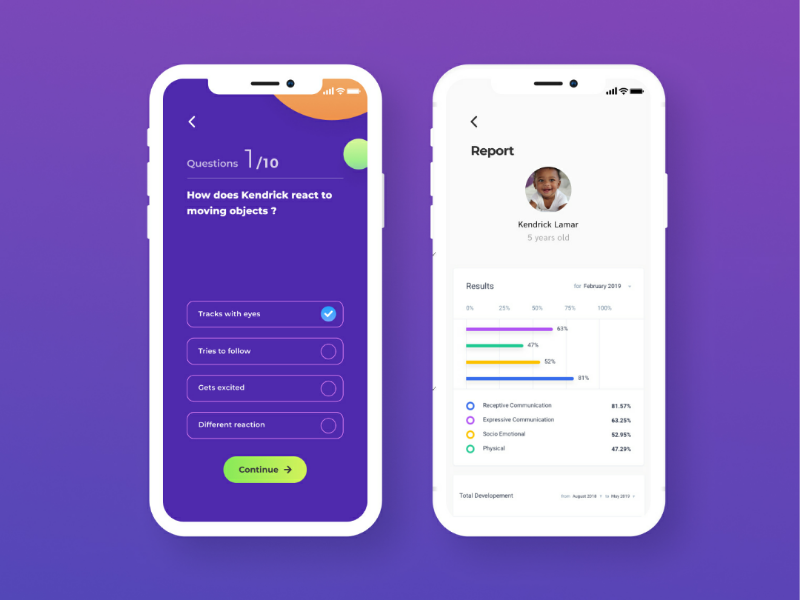 Questions 1/10
How does Kendrick react to
moving objects ?
Tracks with eyes
Tries to follow
Gets excited
Different reaction
Continue →
Report
Kendrick Lamar
5 years old
Results for February 2019
0% 25% 50% 75% 100%
63%
47%
52%
81%
Receptive Communication 81.57%
Expressive Communication 63.25%
Socio Emotional 52.95%
Physical 47.29%
Total Developement from August 2018 to May 2019